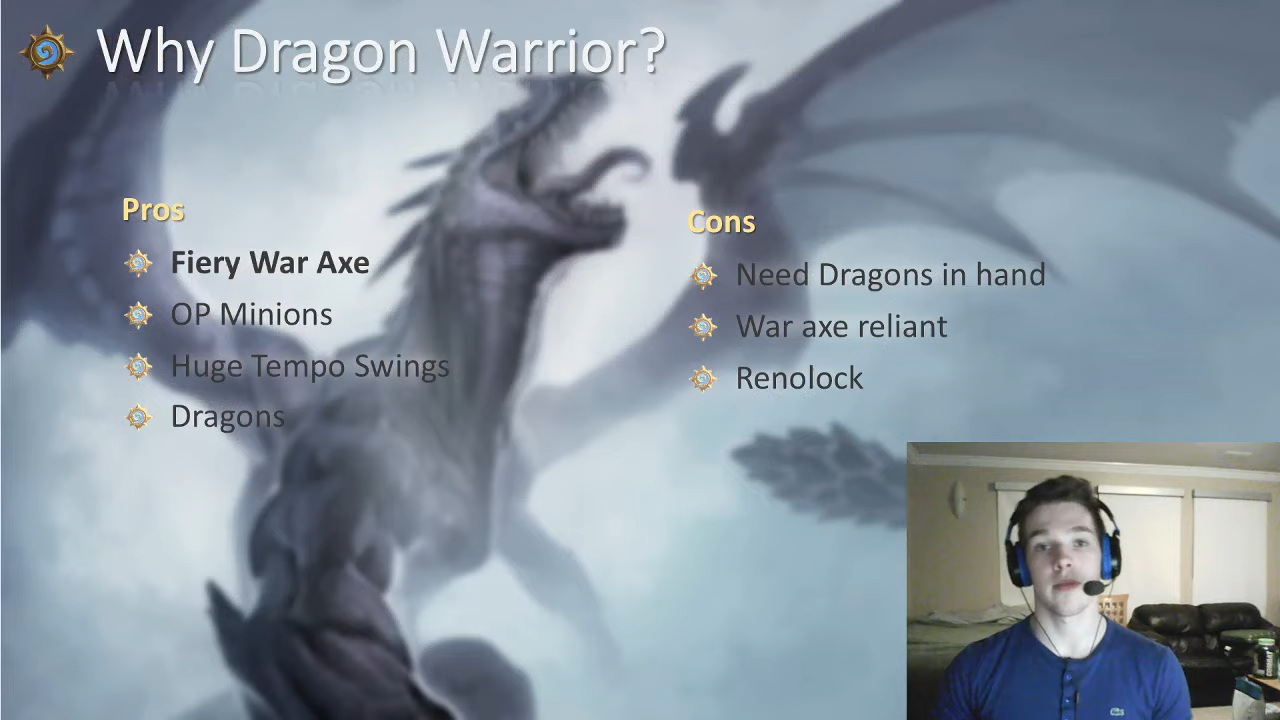 Why Dragon Warrior?
Pros
Fiery War Axe
OP Minions
Huge Tempo Swings
Dragons
Cons
Need Dragons in hand
War axe reliant
Renolock